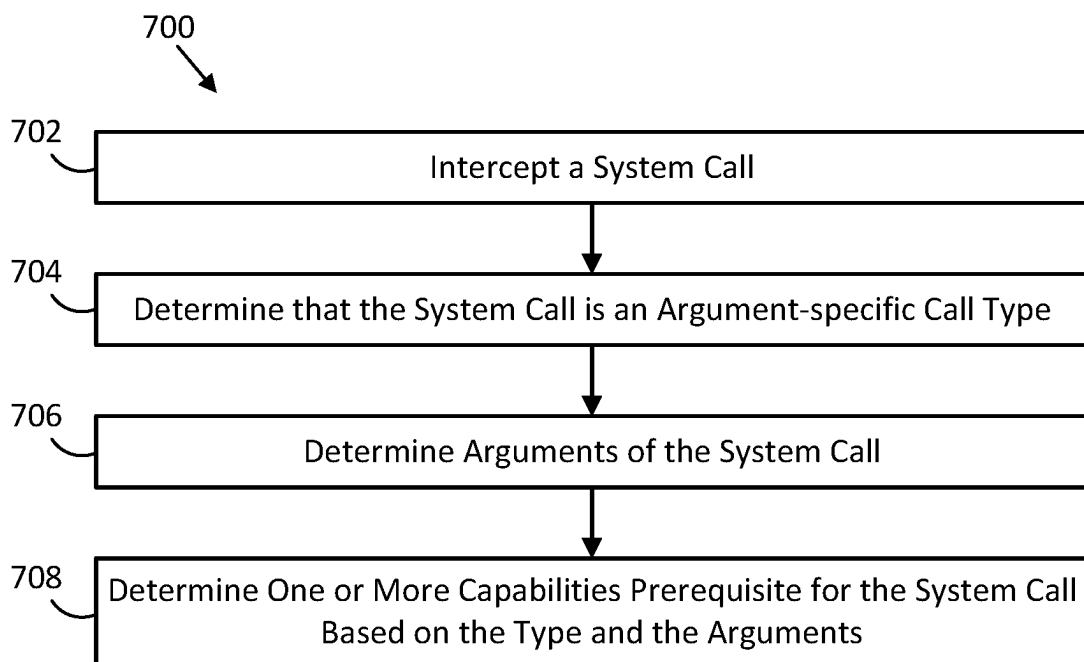 700
702
Intercept a System Call
704
Determine that the System Call is an Argument-specific Call Type
706
Determine Arguments of the System Call
708
Determine One or More Capabilities Prerequisite for the System Call
Based on the Type and the Arguments